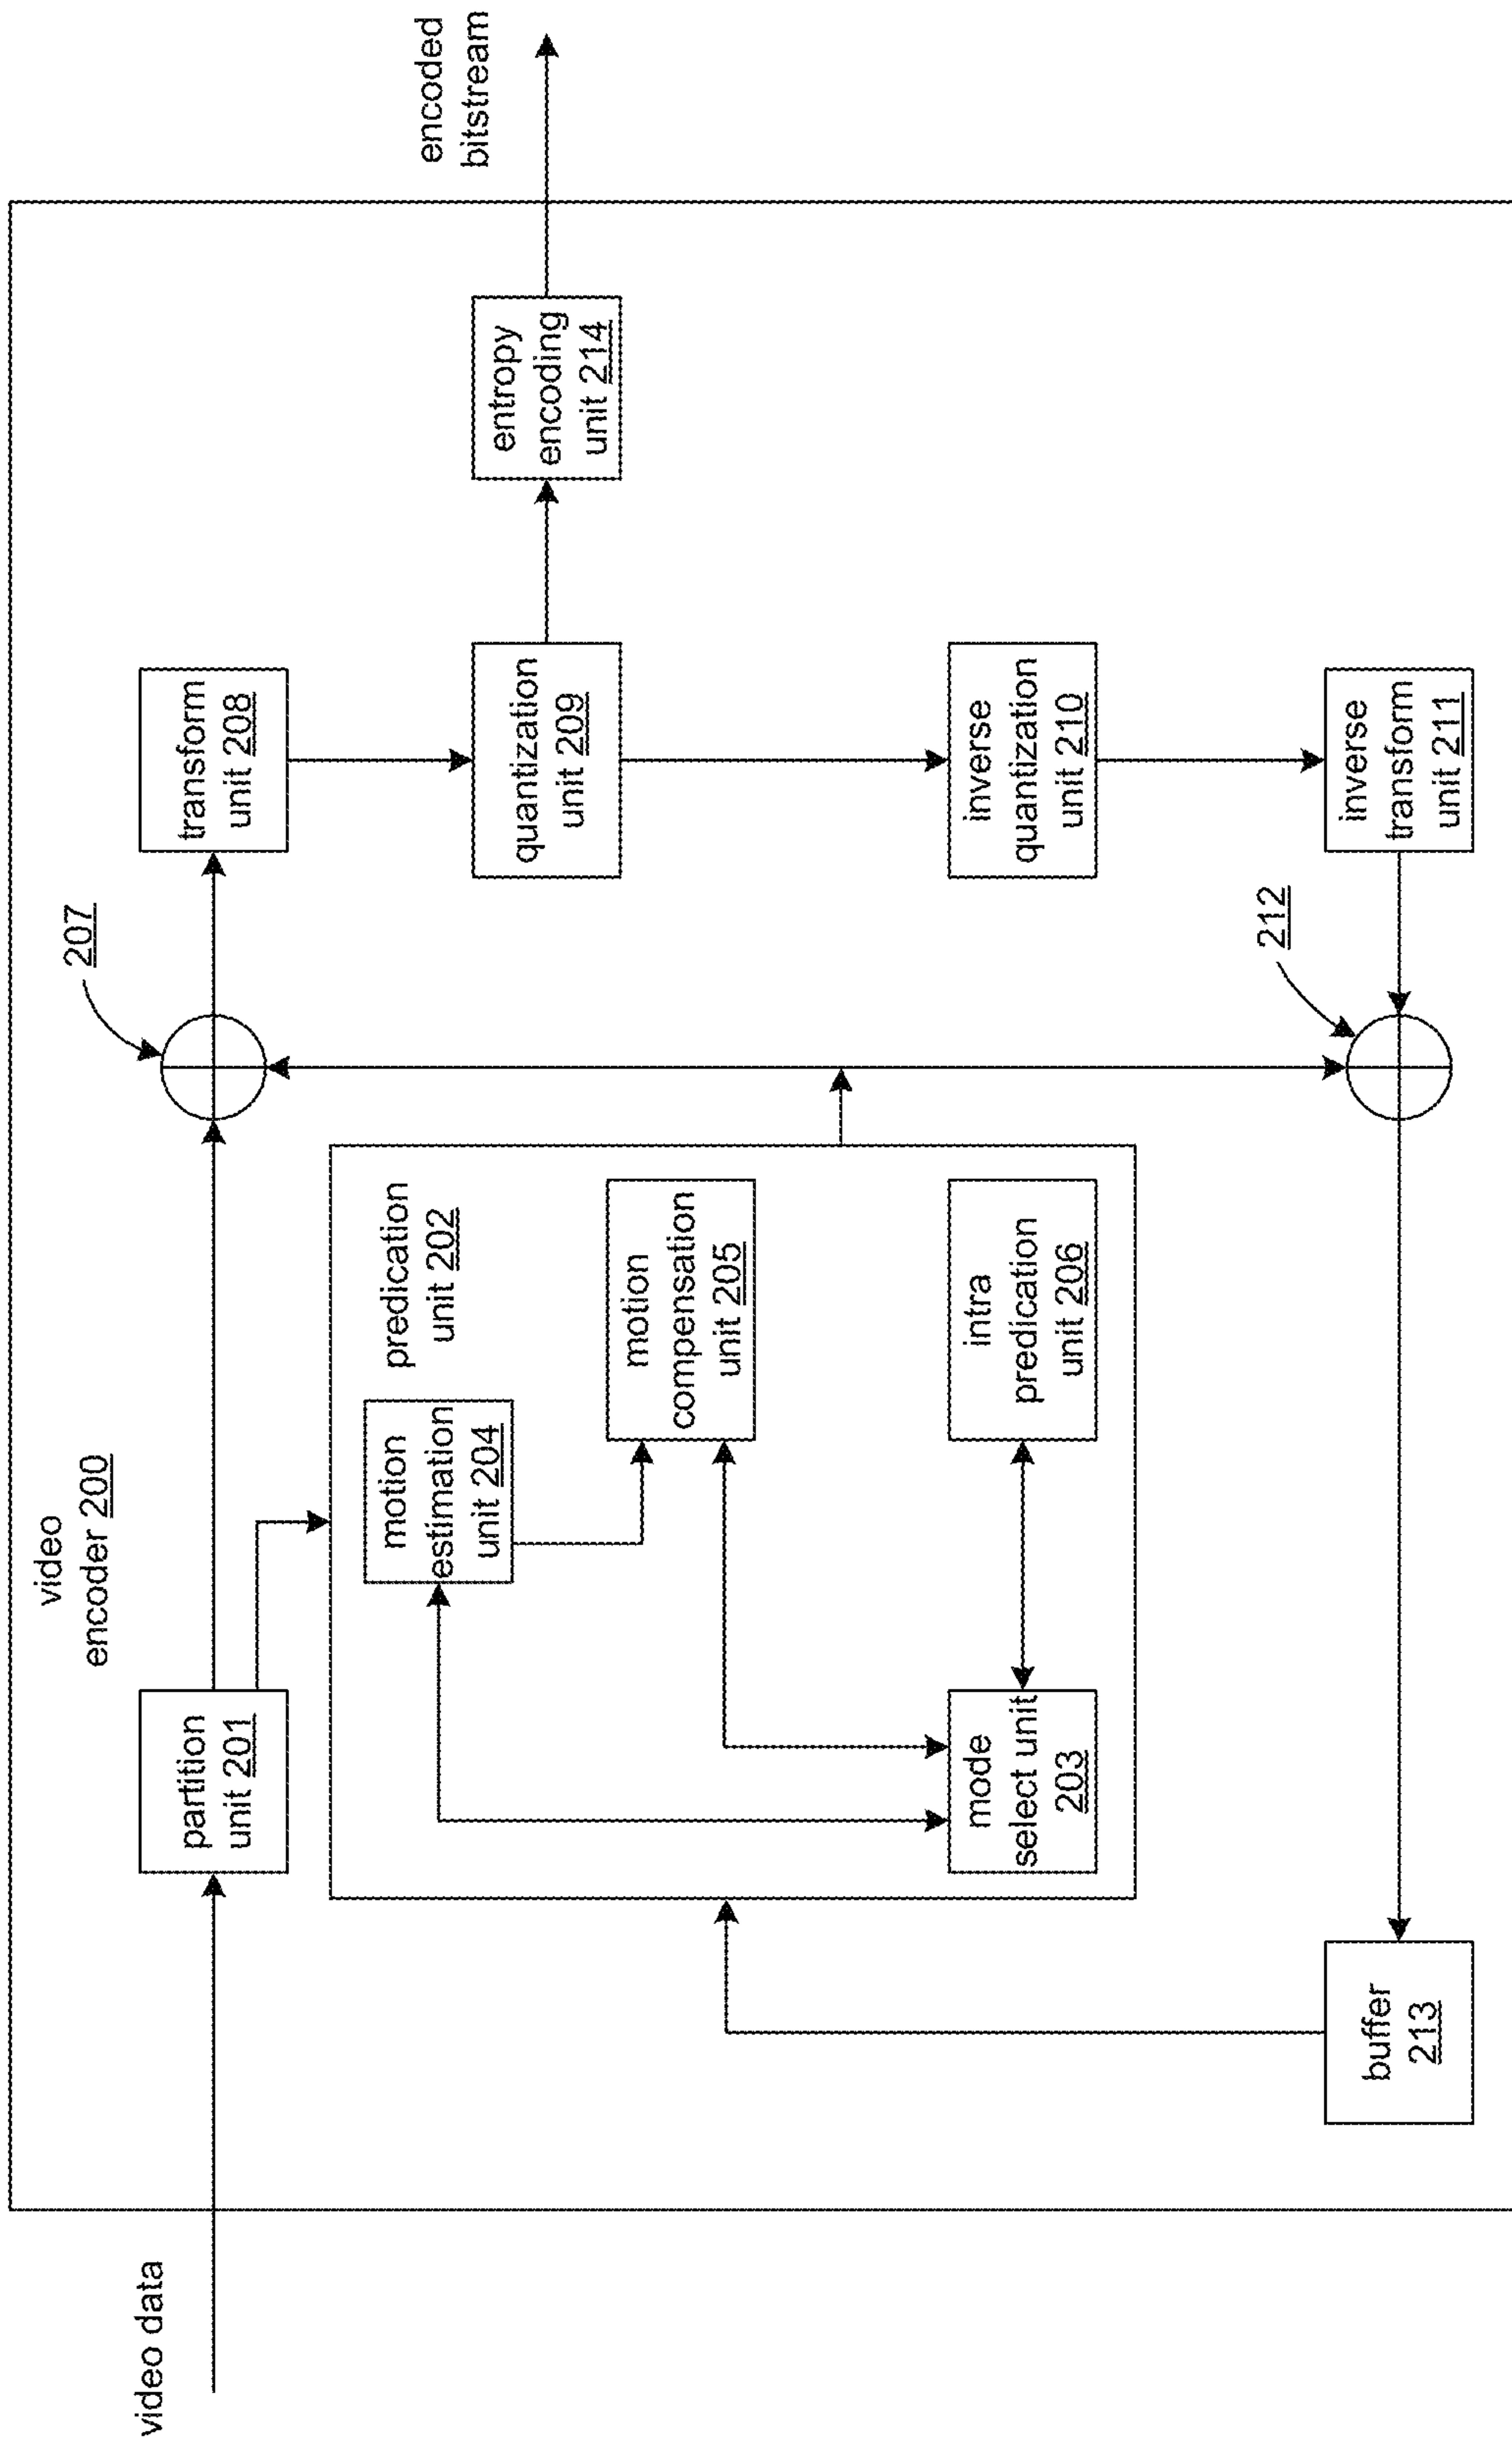 video
encoder 200
video data
partition
unit 201
207
transform
unit 208
encoded
bitstream
predication
unit 202
motion
estimation
unit 204
quantization
unit 209
entropy
encoding
unit 214
motion
compensation
unit 205
mode
select unit
203
intra
predication
unit 206
inverse
quantization
unit 210
212
buffer
213
inverse
transform
unit 211